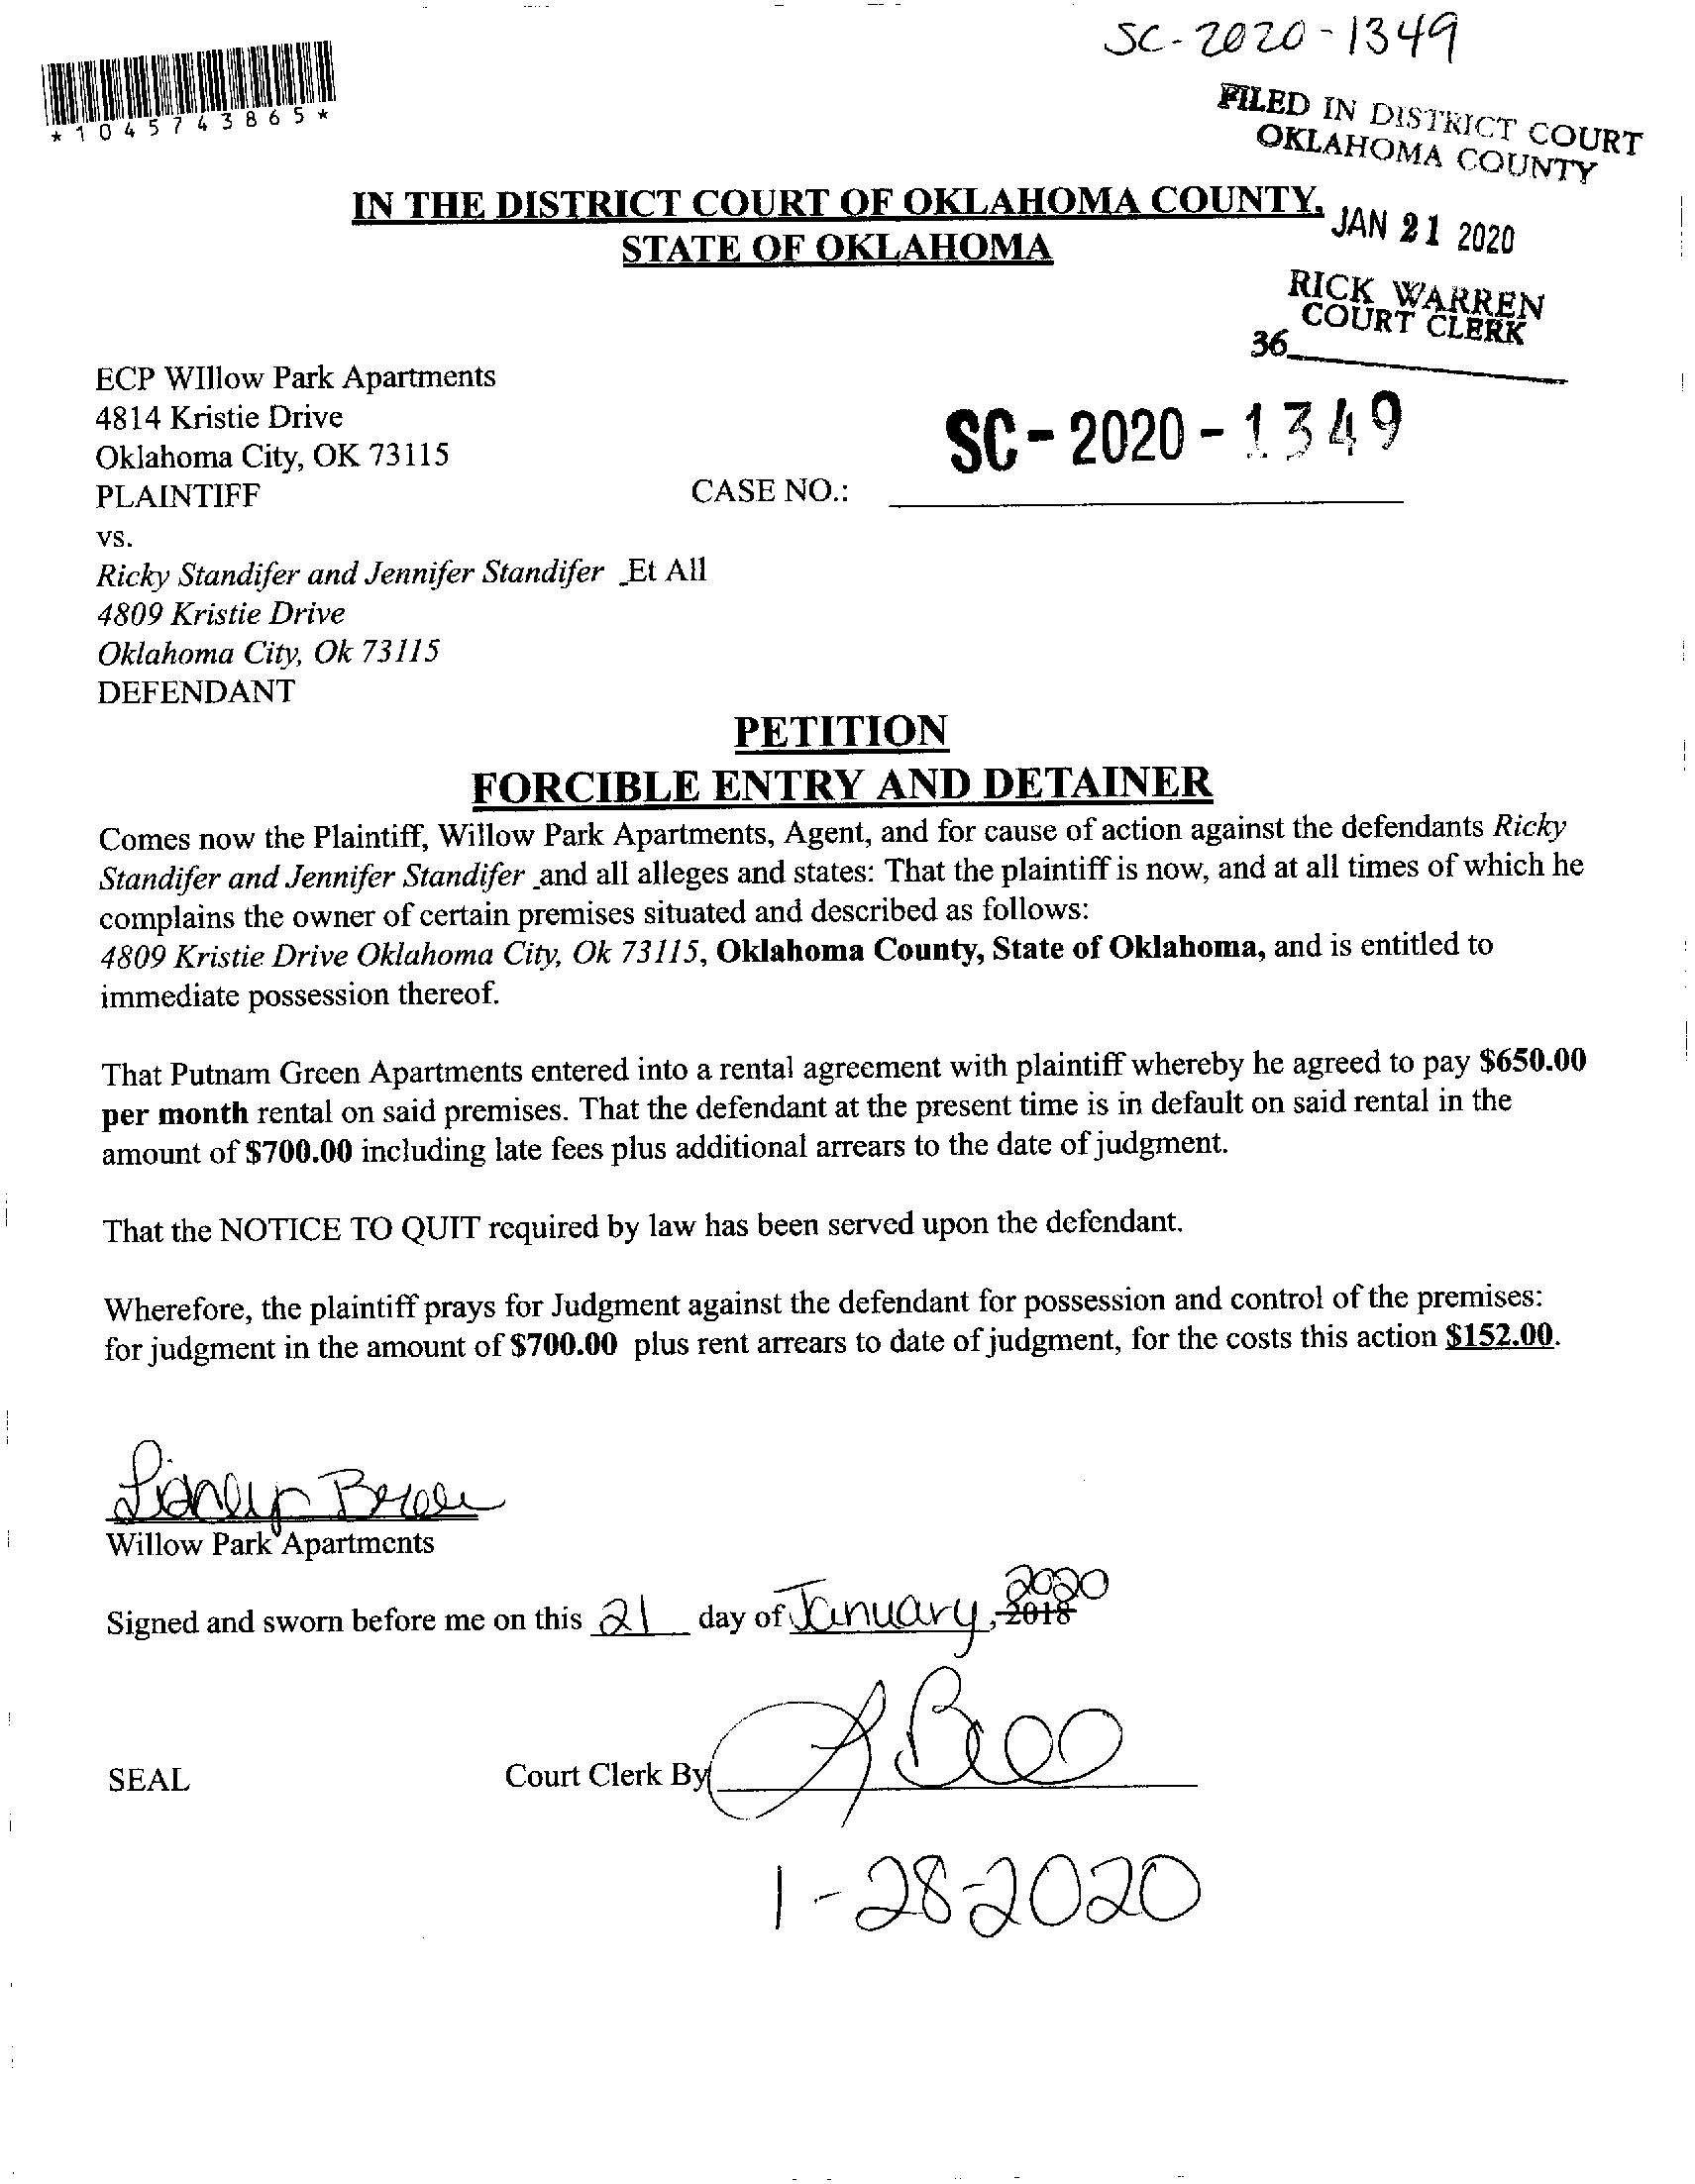 SC-2020-1349
*1045743865*
FILED IN DISTRICT COURT
OKLAHOMA COUNTY
IN THE DISTRICT COURT OF OKLAHOMA COUNTY,
STATE OF OKLAHOMA
JAN 21 2020
RICK WARREN
COURT CLERK
36
ECP WIllow Park Apartments
4814 Kristie Drive
Oklahoma City, OK 73115
PLAINTIFF
CASE NO.: SC-2020-1349
vs.
Ricky Standifer and Jennifer Standifer _Et All
4809 Kristie Drive
Oklahoma City, Ok 73115
DEFENDANT
PETITION
FORCIBLE ENTRY AND DETAINER
Comes now the Plaintiff, Willow Park Apartments, Agent, and for cause of action against the defendants Ricky
Standifer and Jennifer Standifer _and all alleges and states: That the plaintiff is now, and at all times of which he
complains the owner of certain premises situated and described as follows:
4809 Kristie Drive Oklahoma City, Ok 73115, Oklahoma County, State of Oklahoma, and is entitled to
immediate possession thereof.
That Putnam Green Apartments entered into a rental agreement with plaintiff whereby he agreed to pay $650.00
per month rental on said premises. That the defendant at the present time is in default on said rental in the
amount of $700.00 including late fees plus additional arrears to the date of judgment.
That the NOTICE TO QUIT required by law has been served upon the defendant.
Wherefore, the plaintiff prays for Judgment against the defendant for possession and control of the premises:
for judgment in the amount of $700.00 plus rent arrears to date of judgment, for the costs this action $152.00.
Willow Park Apartments
Signed and sworn before me on this 21 day of January, 2018 2020
SEAL
Court Clerk By
1-28-2020